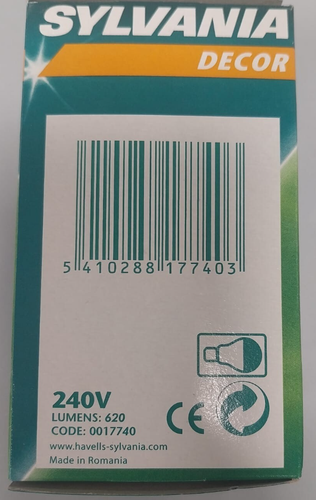 SYLVANIA
DECOR
5 410288 177403
240V
LUMENS: 620
CODE: 0017740
CE
www.havells-sylvania.com
Made in Romania